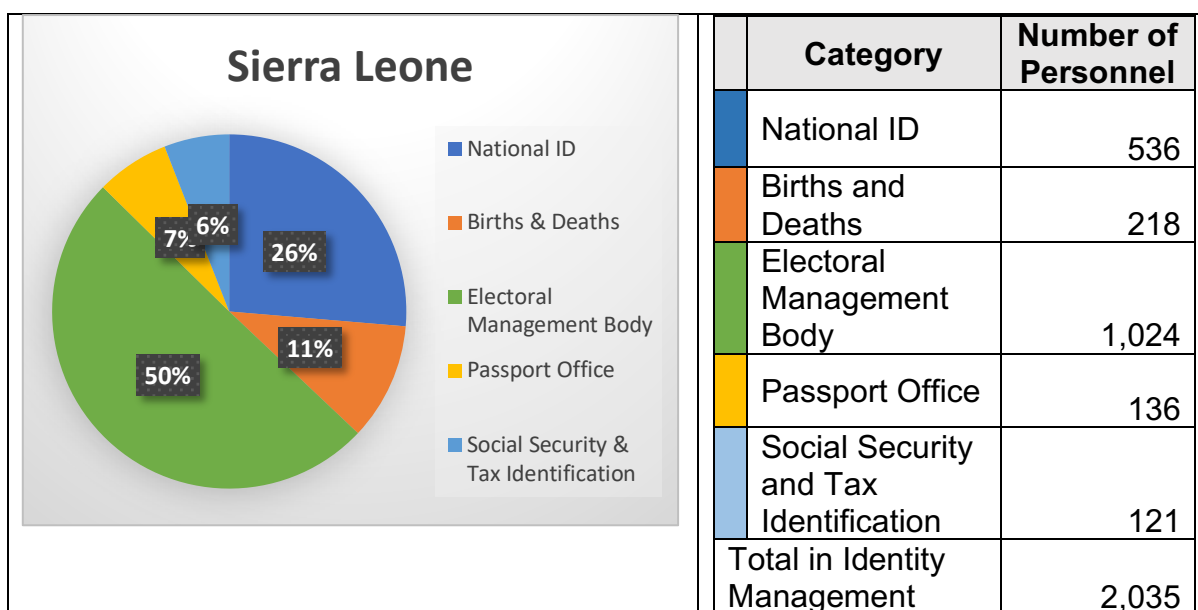 Sierra Leone
6%
7%
26%
11%
50%
National ID
Births & Deaths
Electoral
Management Body
Passport Office
Social Security &
Tax Identification
Category
Number of
Personnel
National ID
536
Births and
Deaths
218
Electoral
Management
Body
1,024
Passport Office
136
Social Security
and Tax
Identification
121
Total in Identity
Management
2,035